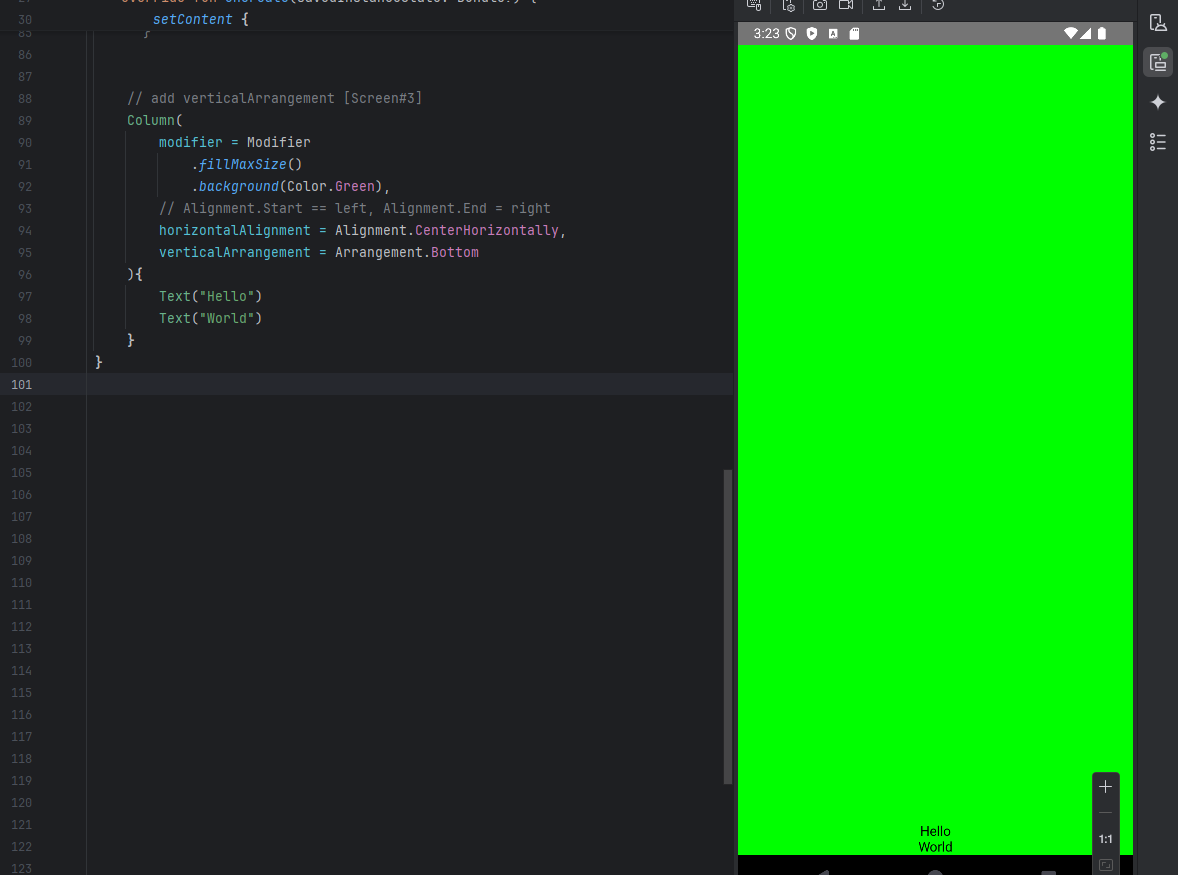 30 setContent {
85 }
86
87
88 // add verticalArrangement [Screen#3]
89 Column(
90 modifier = Modifier
91 .fillMaxSize()
92 .background(Color.Green),
93 // Alignment.Start == left, Alignment.End = right
94 horizontalAlignment = Alignment.CenterHorizontally,
95 verticalArrangement = Arrangement.Bottom
96 ){
97 Text("Hello")
98 Text("World")
99 }
100 }
101
102
103
104
105
106
107
108
109
110
111
112
113
114
115
116
117
118
119
120
121
122
123
3:23
Hello
World
1:1